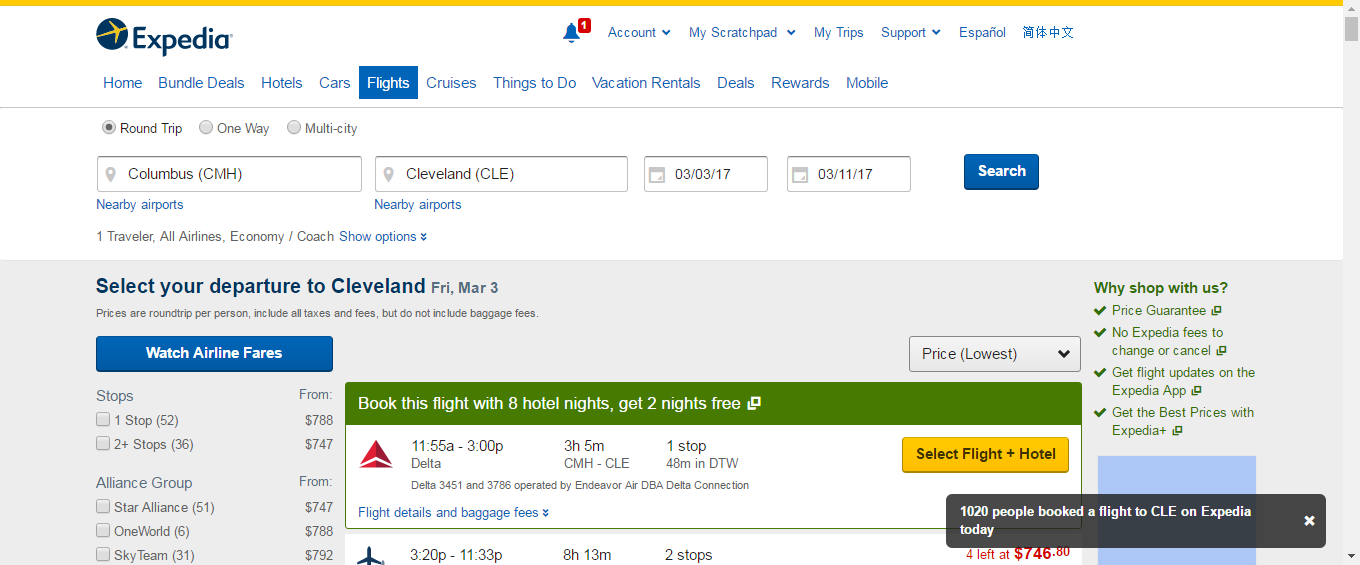 Expedia
1
Account
My Scratchpad
My Trips
Support
Español
简体中文
Home
Bundle Deals
Hotels
Cars
Flights
Cruises
Things to Do
Vacation Rentals
Deals
Rewards
Mobile
Round Trip
One Way
Multi-city
Columbus (CMH)
Cleveland (CLE)
03/03/17
03/11/17
Search
Nearby airports
Nearby airports
1 Traveler, All Airlines, Economy / Coach Show options
Select your departure to Cleveland Fri, Mar 3
Prices are roundtrip per person, include all taxes and fees, but do not include baggage fees.
Watch Airline Fares
Price (Lowest)
Stops From:
1 Stop (52) $788
2+ Stops (36) $747
Alliance Group From:
Star Alliance (51) $747
OneWorld (6) $788
SkyTeam (31) $792
Book this flight with 8 hotel nights, get 2 nights free
11:55a - 3:00p 3h 5m 1 stop
Delta CMH - CLE 48m in DTW
Select Flight + Hotel
Delta 3451 and 3786 operated by Endeavor Air DBA Delta Connection
Flight details and baggage fees
3:20p - 11:33p 8h 13m 2 stops
4 left at $746.80
Why shop with us?
Price Guarantee
No Expedia fees to
change or cancel
Get flight updates on the
Expedia App
Get the Best Prices with
Expedia+
1020 people booked a flight to CLE on Expedia
today